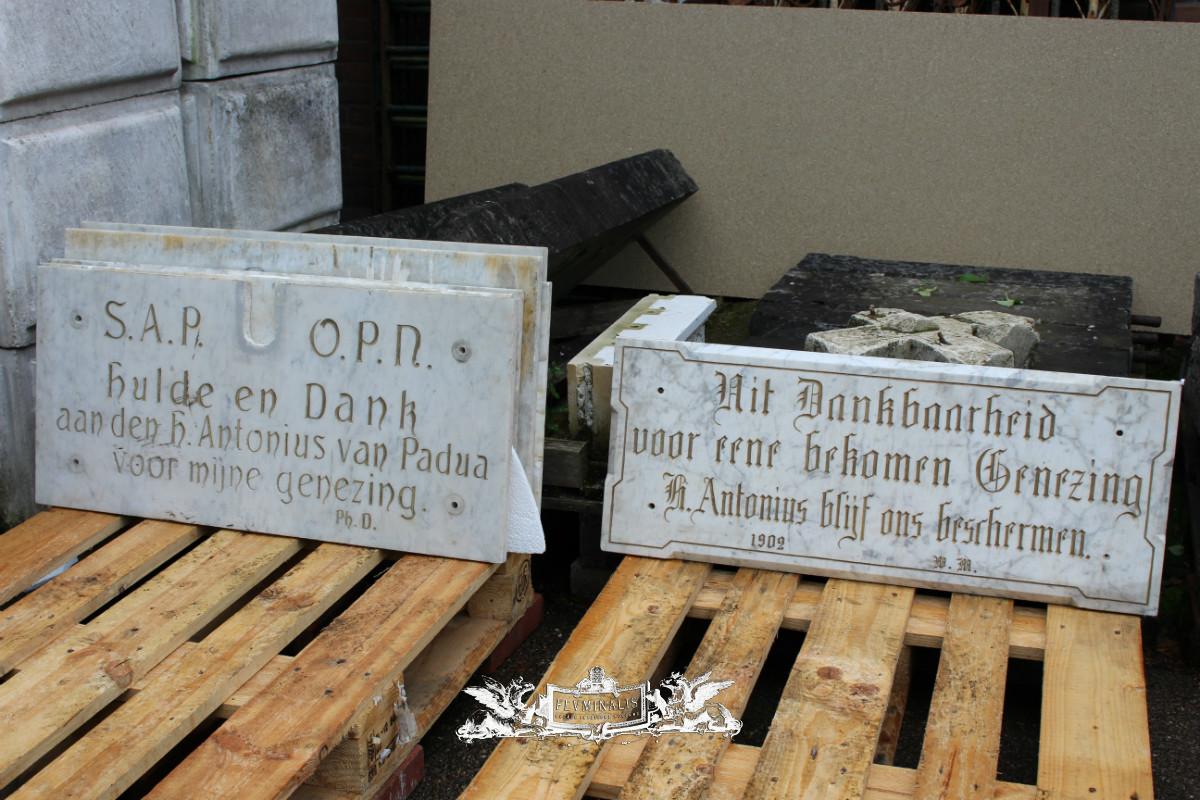 S.A.P. O.P.N.
hulde en Dank
aan den h. Antonius van Padua
voor mijne genezing.
Ph. D.
Uit Dankbaarheid
voor eene bekomen Genezing
H. Antonius blijf ons beschermen.
1902
W. M.
FLVMINALIS